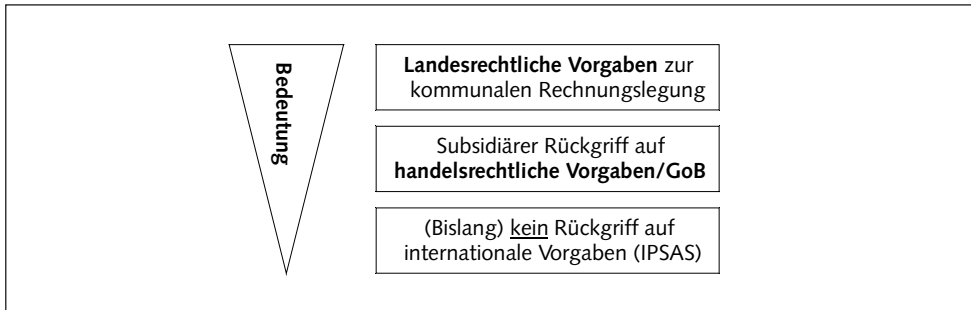 Bedeutung
Landesrechtliche Vorgaben zur
kommunalen Rechnungslegung
Subsidiärer Rückgriff auf
handelsrechtliche Vorgaben/GoB
(Bislang) kein Rückgriff auf
internationale Vorgaben (IPSAS)